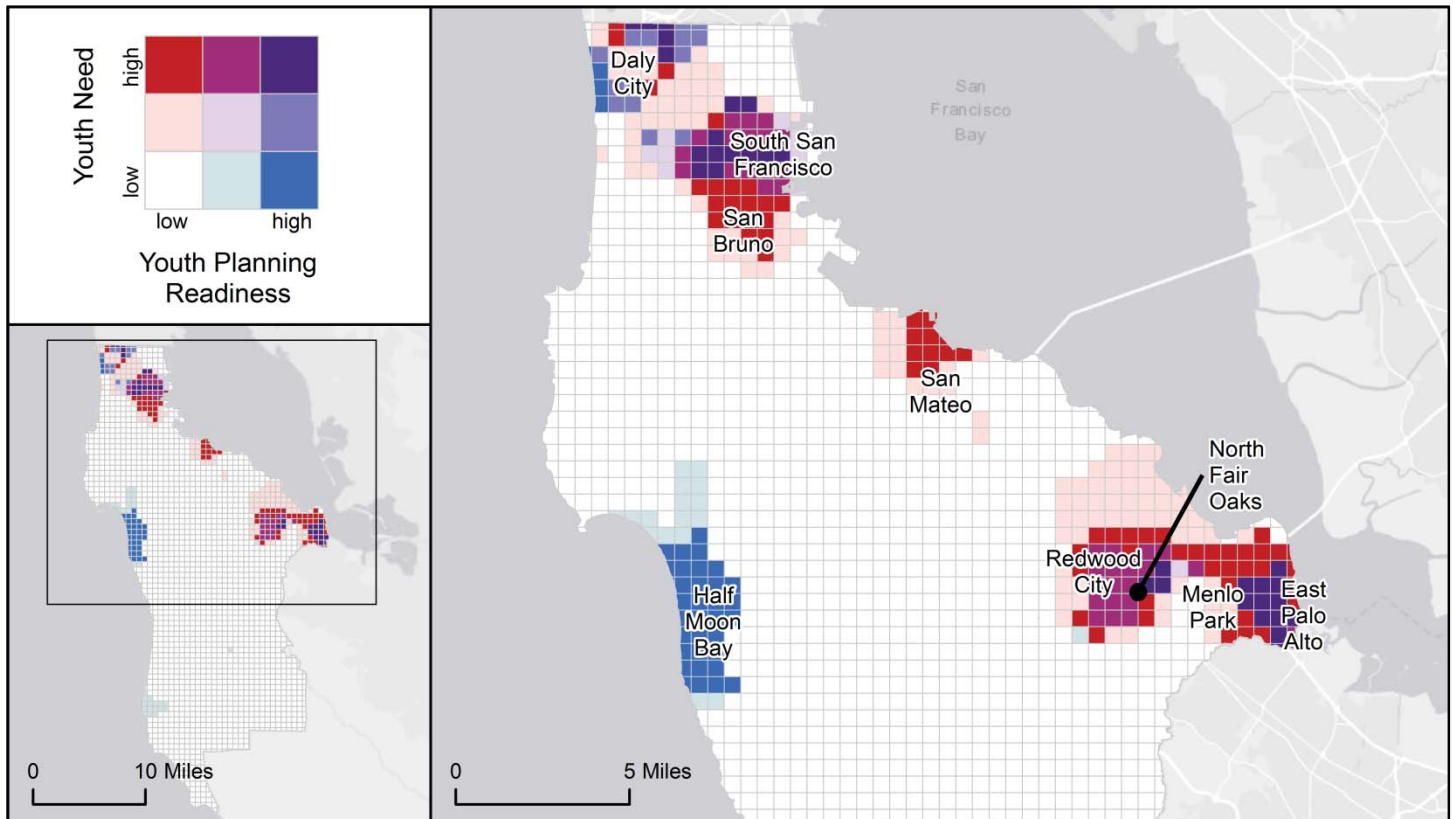 Youth Need
high
low
low
high
Youth Planning
Readiness
0
10 Miles
San
Francisco
Bay
Daly
City
South San
Francisco
San
Bruno
San
Mateo
North
Fair
Oaks
Redwood
City
Menlo
Park
East
Palo
Alto
Half
Moon
Bay
0
5 Miles